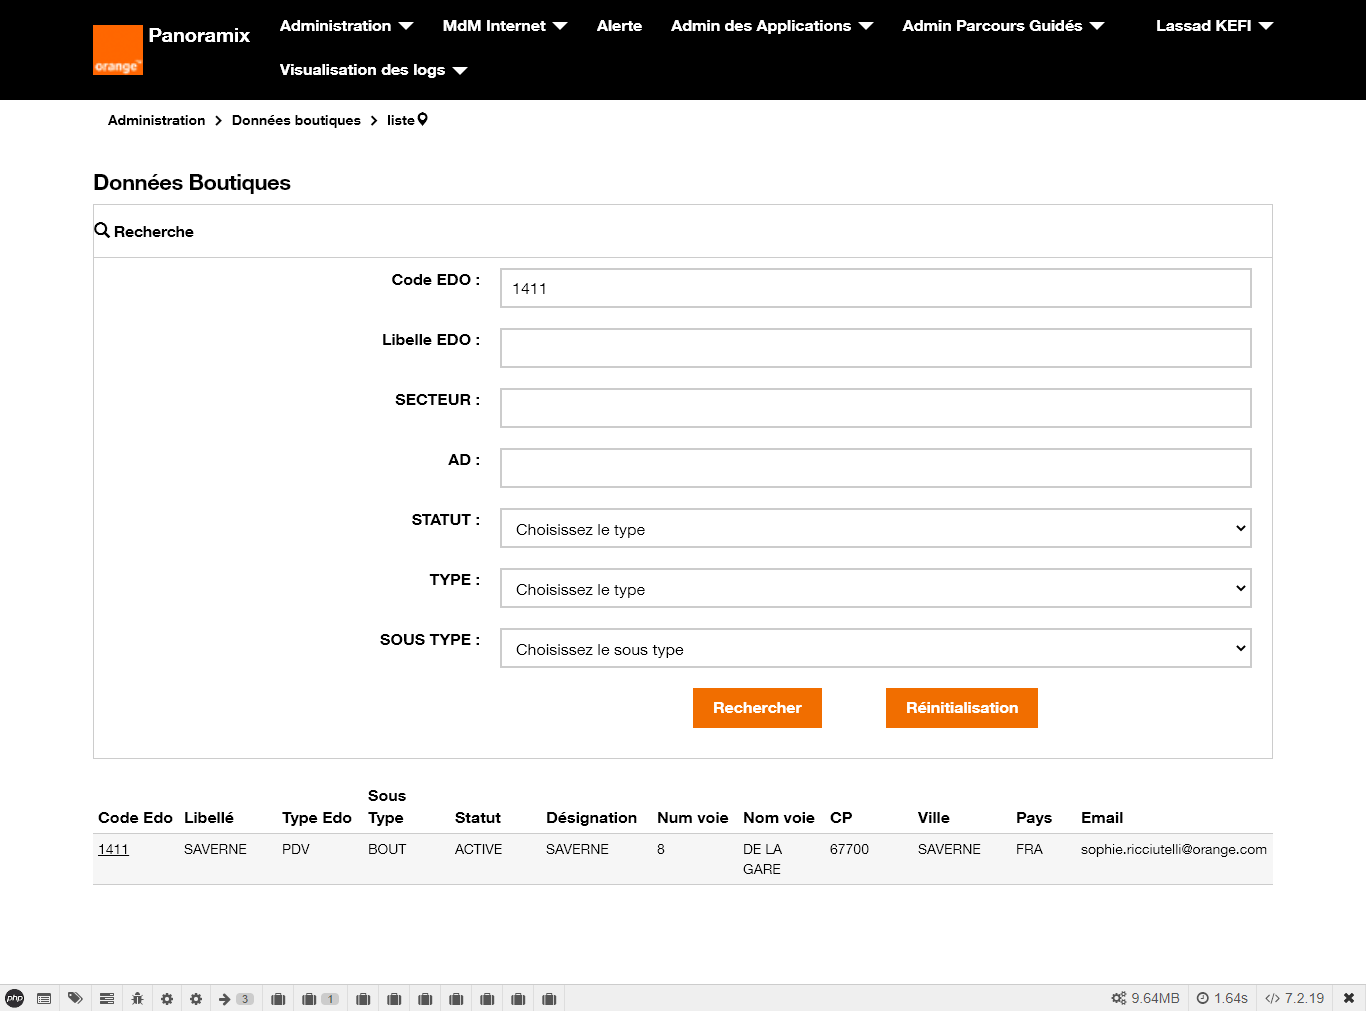 Administration MdM Internet Alerte Admin des Applications Admin Parcours Guidés Lassad KEFI
Panoramix
orange™
Visualisation des logs
Administration > Données boutiques > liste
Données Boutiques
Recherche
Code EDO : 1411
Libelle EDO :
SECTEUR :
AD :
STATUT : Choisissez le type
TYPE : Choisissez le type
SOUS TYPE : Choisissez le sous type
Rechercher Réinitialisation
Code Edo Libellé Type Edo Sous Type Statut Désignation Num voie Nom voie CP Ville Pays Email
1411 SAVERNE PDV BOUT ACTIVE SAVERNE 8 DE LA GARE 67700 SAVERNE FRA sophie.ricciutelli@orange.com
php 3 1 9.64MB 1.64s </> 7.2.19